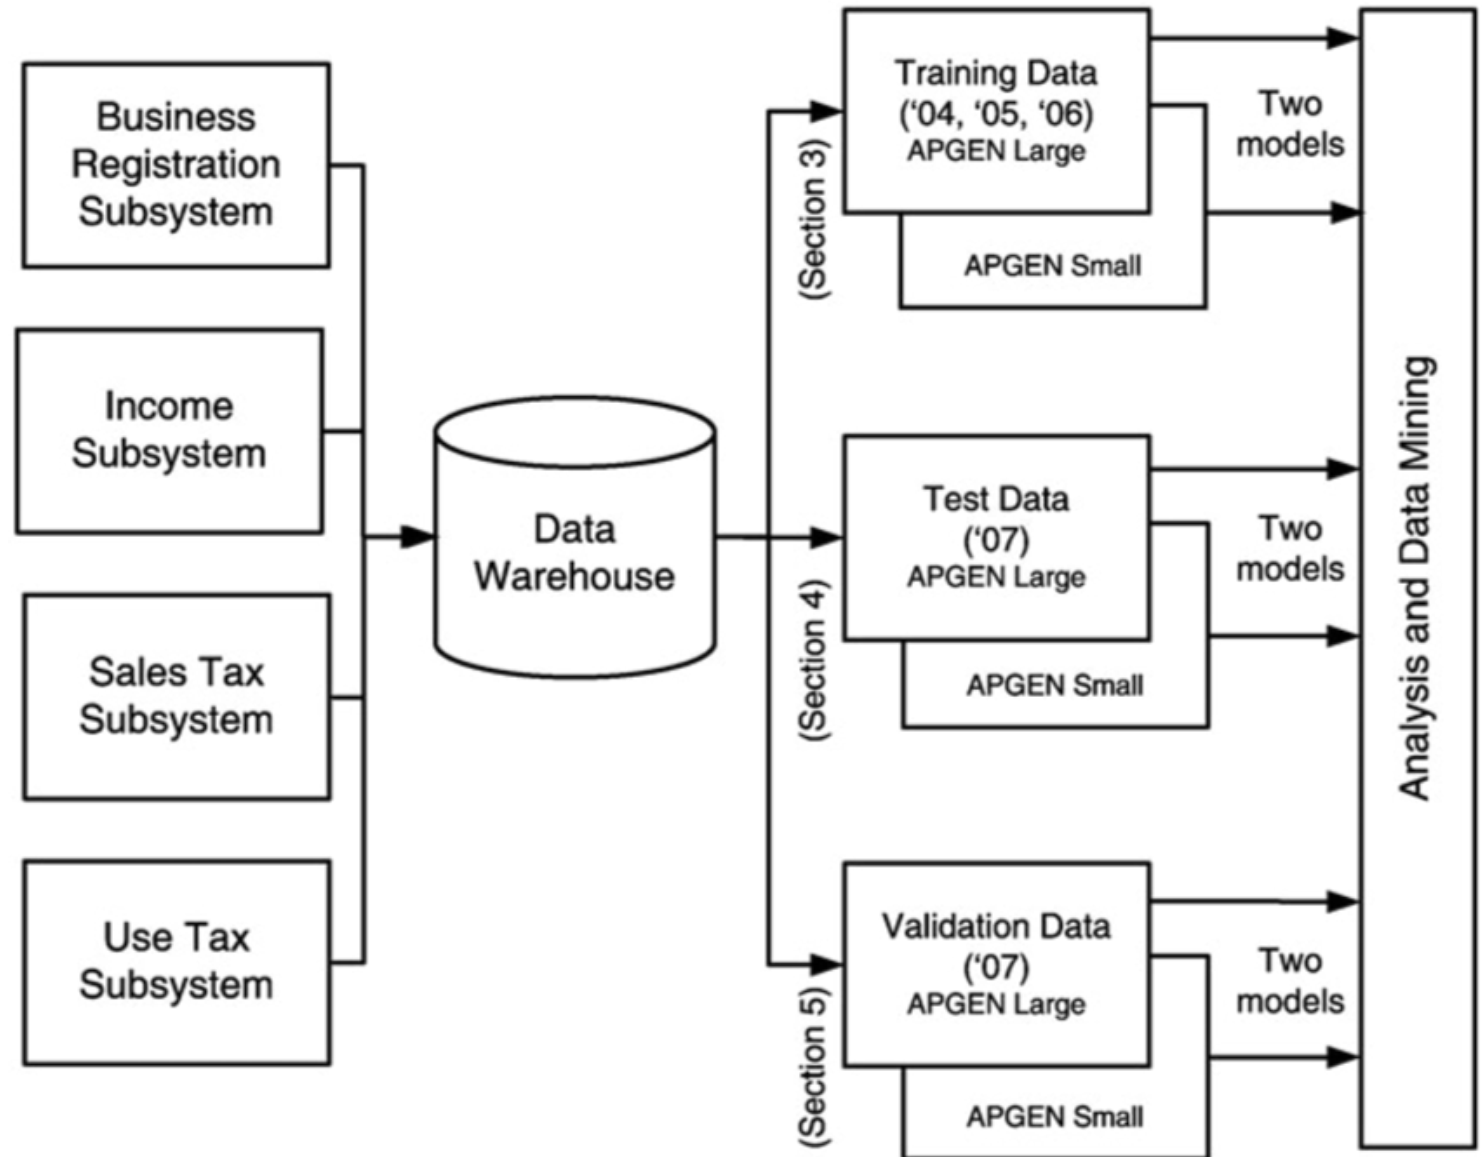 Business
Registration
Subsystem
Income
Subsystem
Sales Tax
Subsystem
Use Tax
Subsystem
Data
Warehouse
(Section 3)
Training Data
(‘04, ‘05, ‘06)
APGEN Large
APGEN Small
Two
models
(Section 4)
Test Data
(‘07)
APGEN Large
APGEN Small
Two
models
(Section 5)
Validation Data
(‘07)
APGEN Large
APGEN Small
Two
models
Analysis and Data Mining